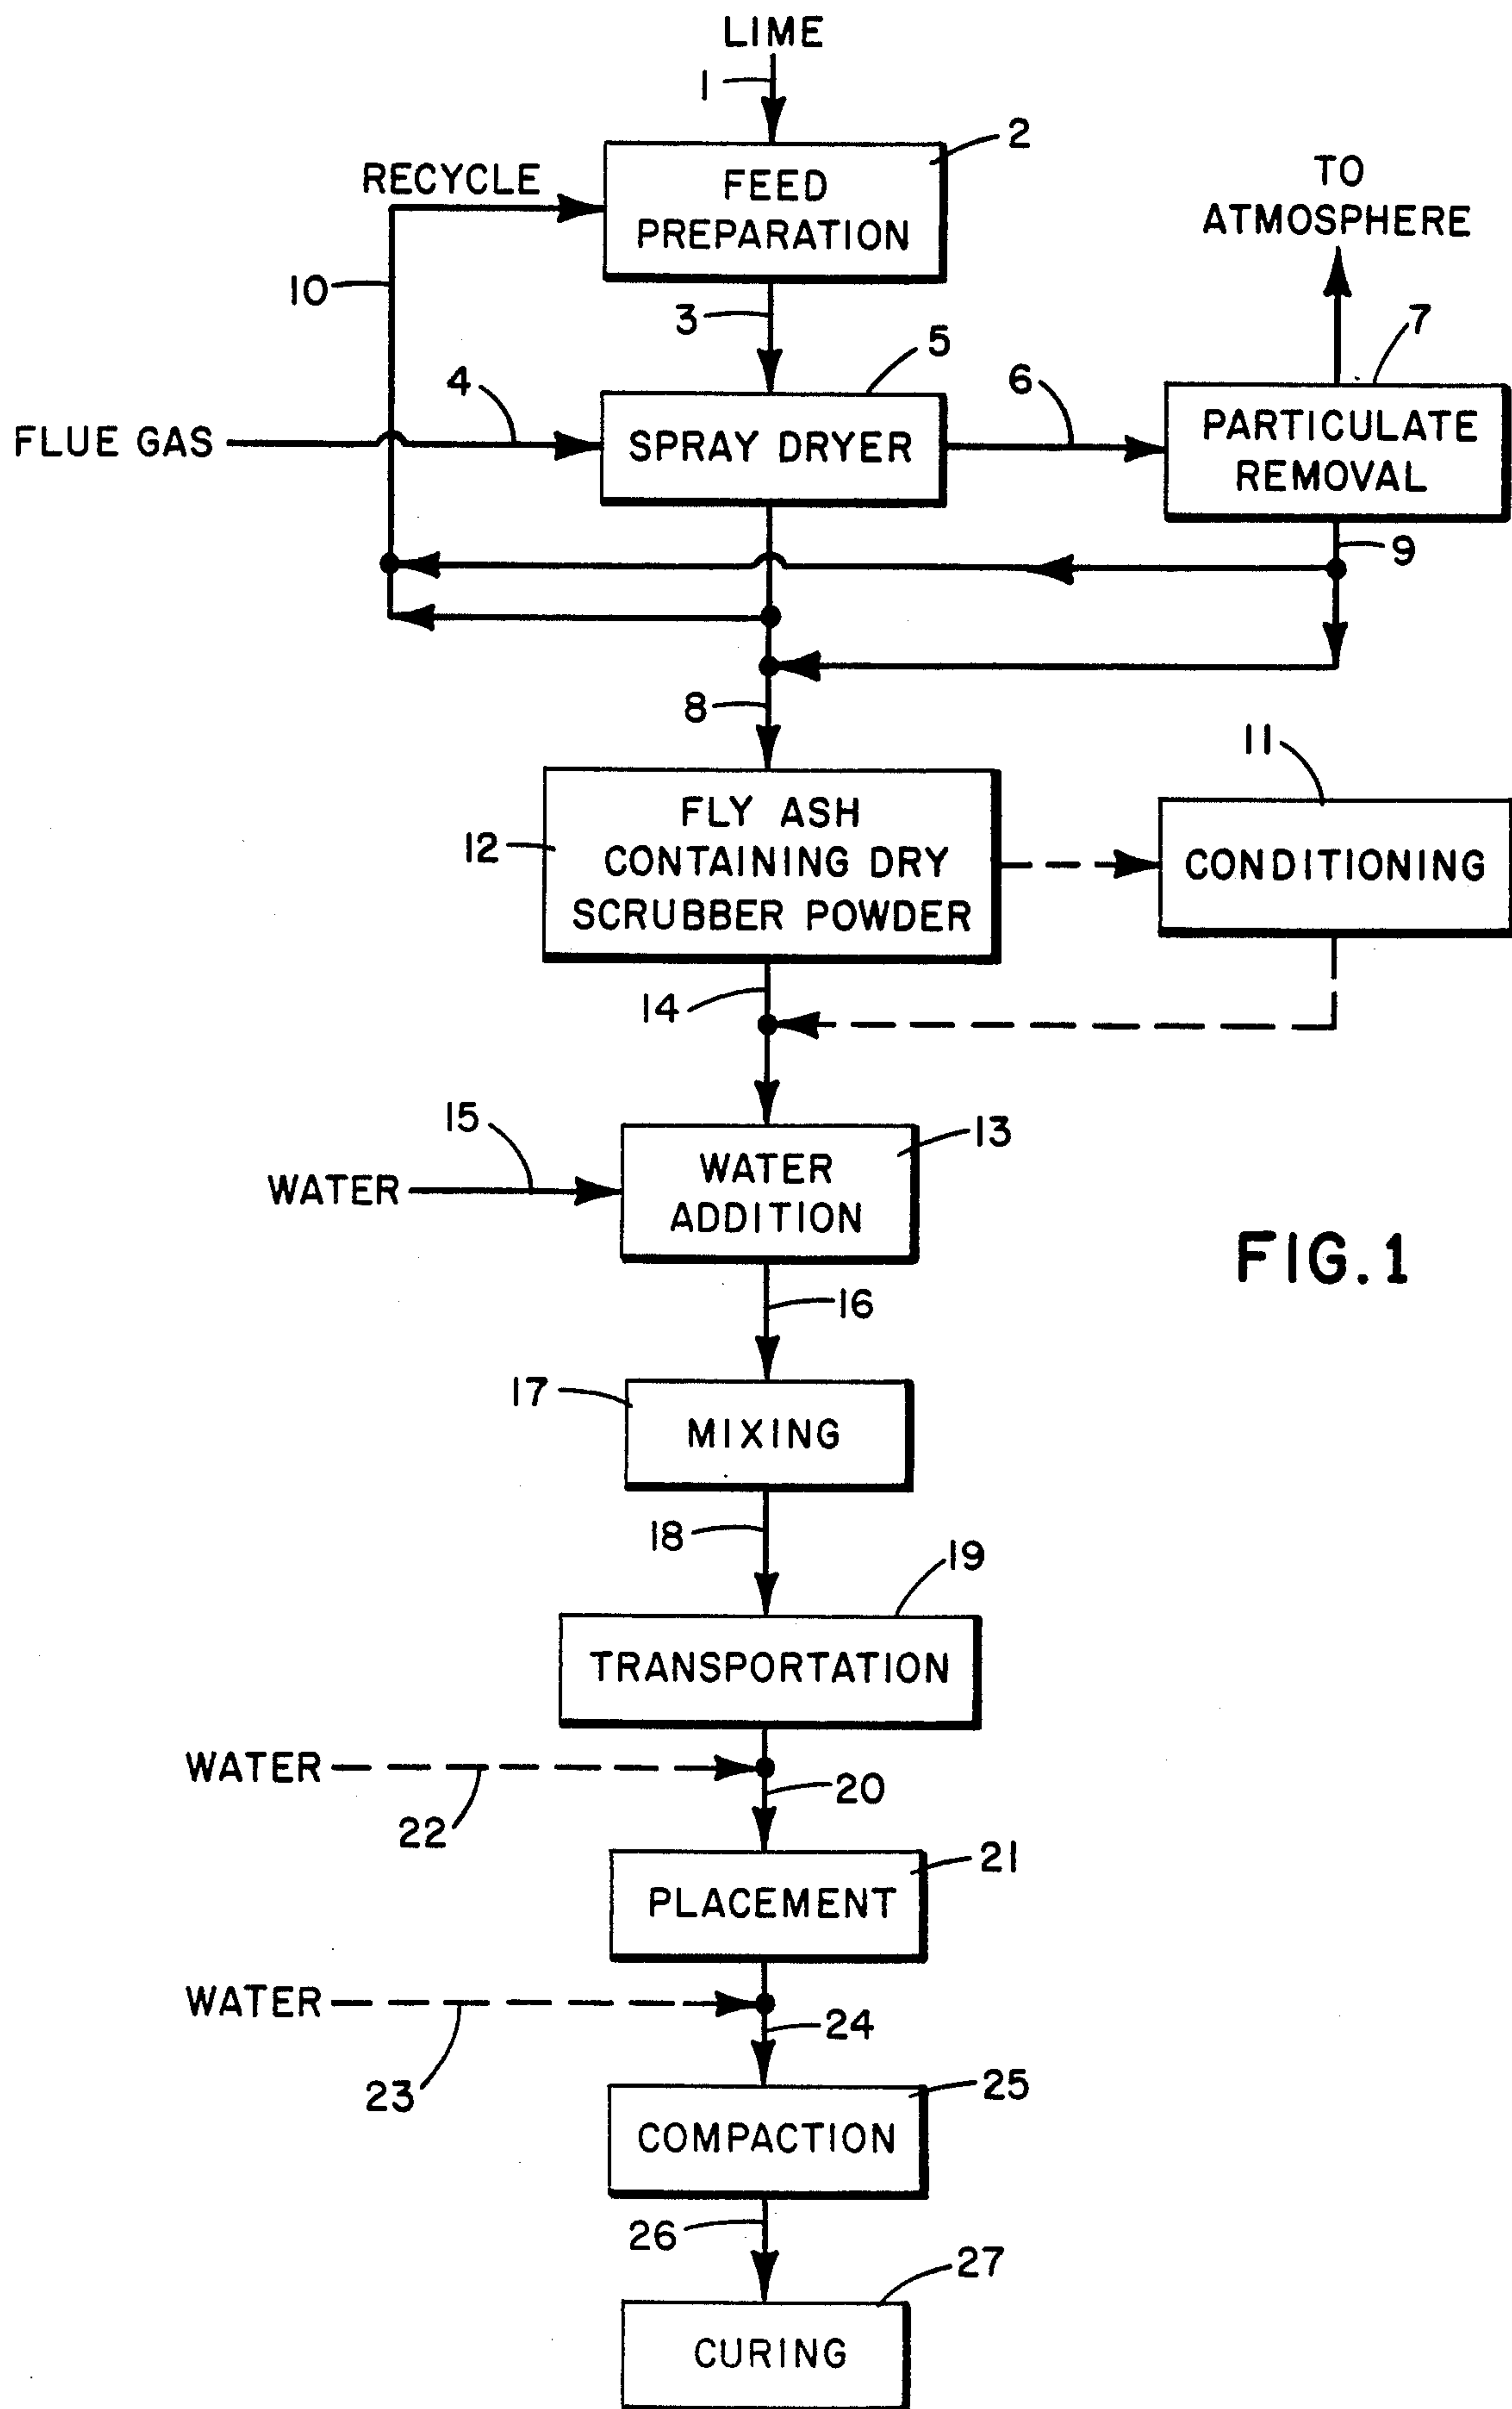 LIME
1
2
RECYCLE
FEED
PREPARATION
TO
ATMOSPHERE
10
3
5
7
4
6
FLUE GAS
SPRAY DRYER
PARTICULATE
REMOVAL
9
8
11
12
FLY ASH
CONTAINING DRY
SCRUBBER POWDER
CONDITIONING
14
15
13
WATER
WATER
ADDITION
FIG. 1
16
17
MIXING
18
19
TRANSPORTATION
WATER
20
22
21
PLACEMENT
WATER
24
23
25
COMPACTION
26
27
CURING